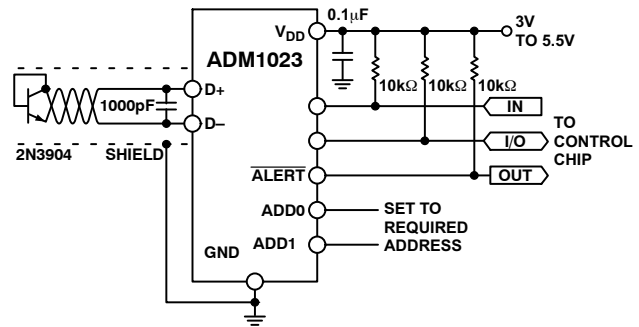 0.1μF
3V
TO 5.5V
VDD
ADM1023
10kΩ 10kΩ 10kΩ
D+
1000pF
D–
IN
TO
CONTROL
CHIP
I/O
2N3904
SHIELD
ALERT
OUT
ADD0
SET TO
REQUIRED
ADDRESS
GND
ADD1